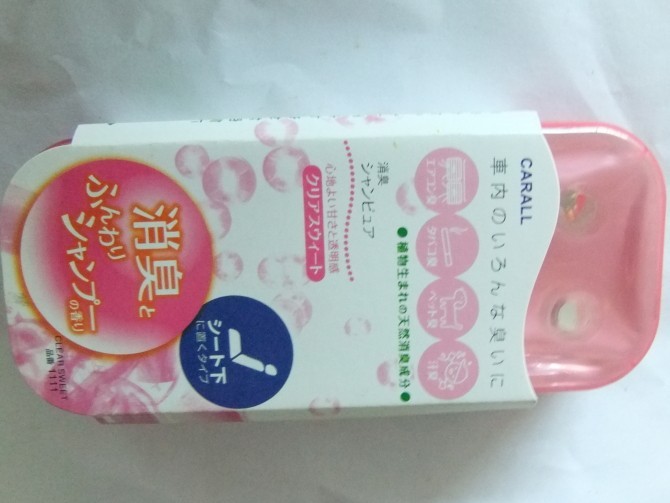 CARALL
車内のいろんな臭いに
エアコン臭
タバコ臭
ペット臭
汗臭
●植物生まれの天然消臭成分●
消臭
シャンピュア
心地よい甘さと透明感
クリアスウィート
消臭と
ふんわり
シャンプー
の香り
シート下
に置くタイプ
CLEAR SWEET
品番 1311